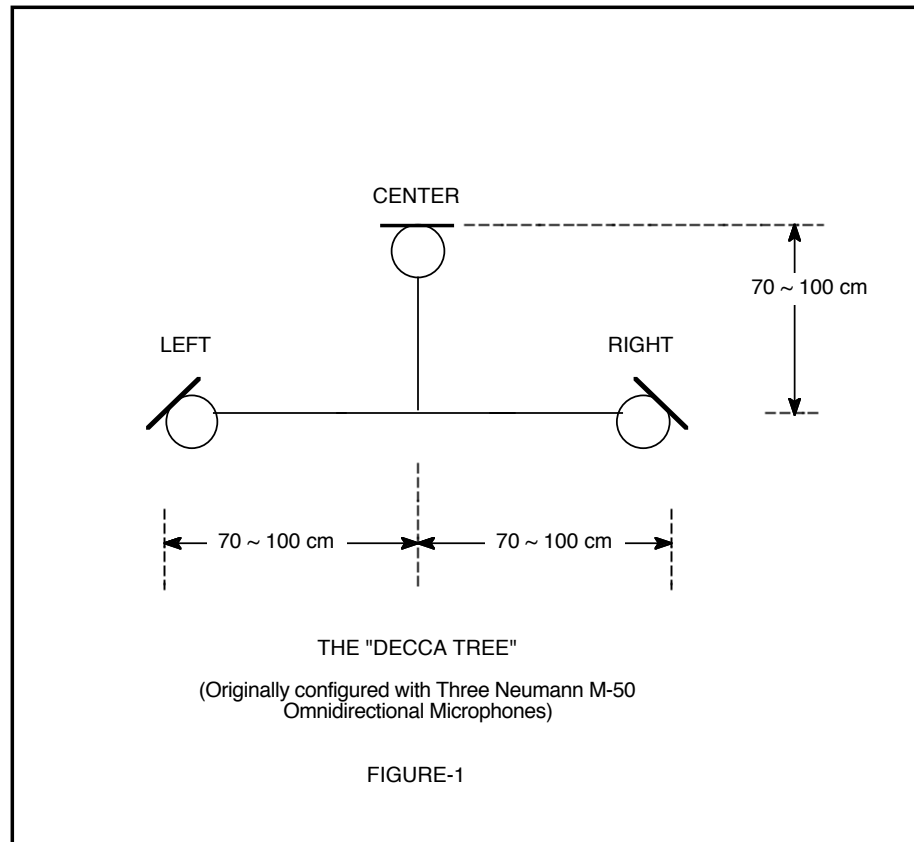 CENTER
70 ~ 100 cm
LEFT
RIGHT
70 ~ 100 cm
70 ~ 100 cm
THE "DECCA TREE"
(Originally configured with Three Neumann M-50
Omnidirectional Microphones)
FIGURE-1